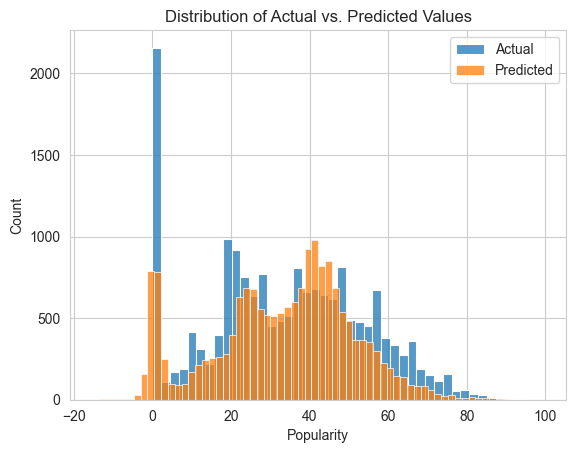 Distribution of Actual vs. Predicted Values
Actual
Predicted
Count
2000
1500
1000
500
0
−20
0
20
40
60
80
100
Popularity